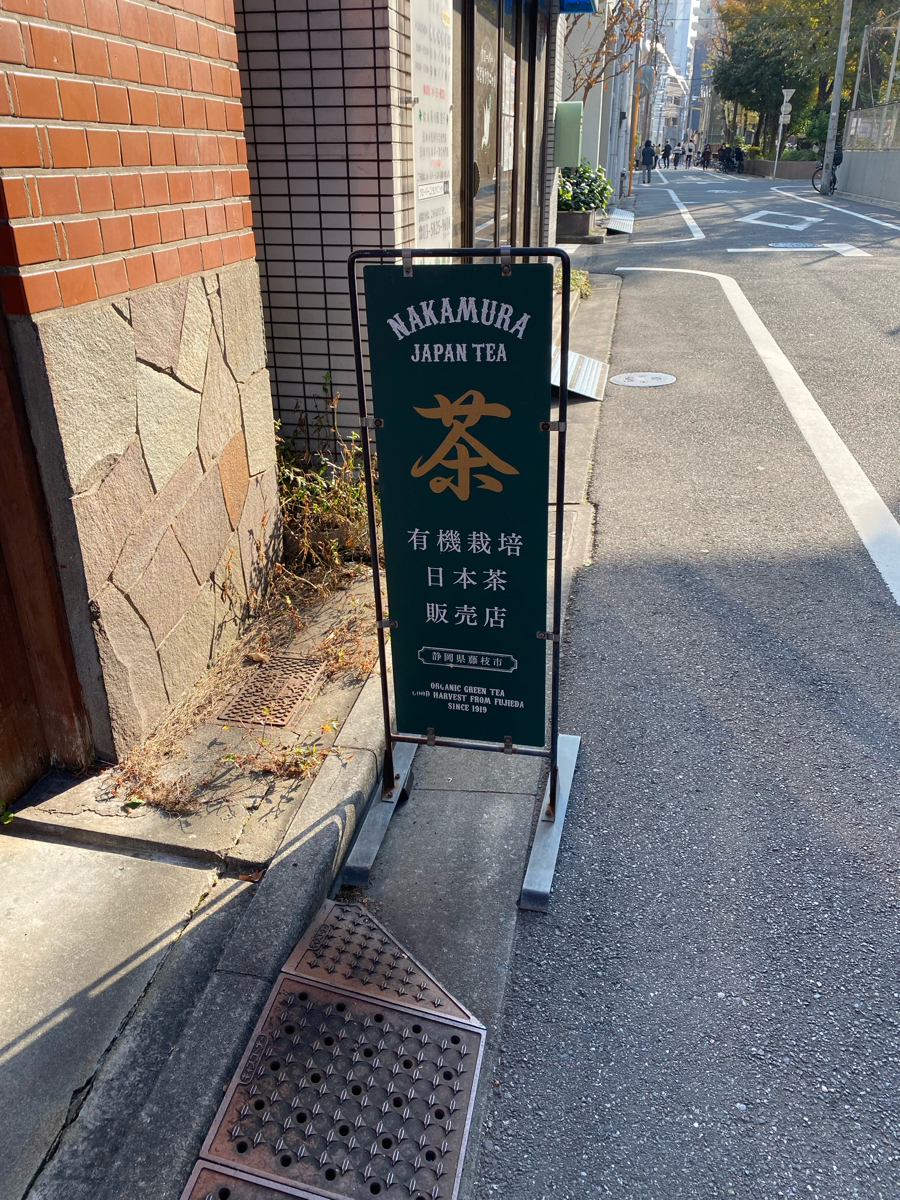 NAKAMURA
JAPAN TEA
茶
有機栽培
日本茶
販売店
静岡県藤枝市
ORGANIC GREEN TEA
GOOD HARVEST FROM FUJIEDA
SINCE 1919